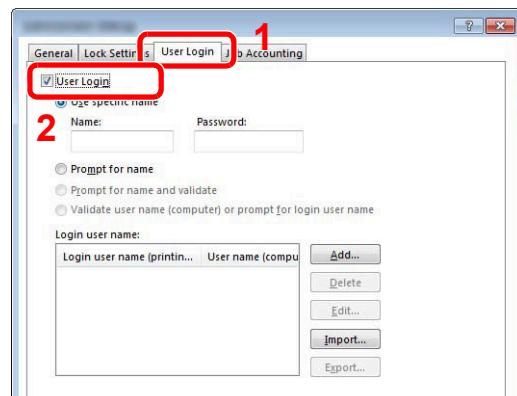 1
General Lock Settings User Login Job Accounting
User Login
2
Use specific name
Name: Password:
Prompt for name
Prompt for name and validate
Validate user name (computer) or prompt for login user name
Login user name:
Login user name (printin... User name (compu
Add...
Delete
Edit...
Import...
Export...